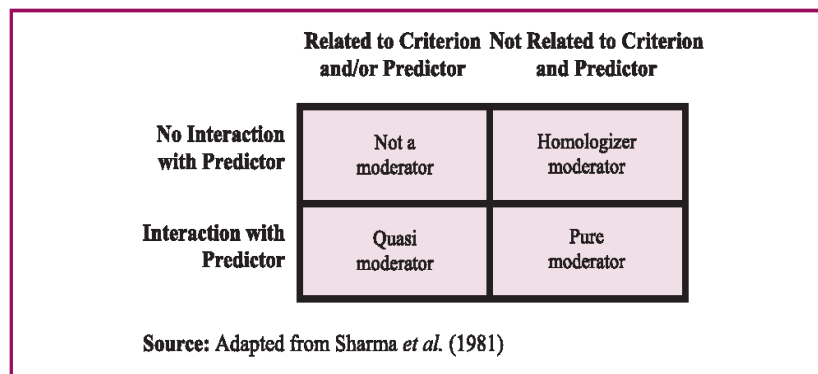 Related to Criterion and/or Predictor
Not Related to Criterion and Predictor
No Interaction with Predictor
Not a moderator
Homologizer moderator
Interaction with Predictor
Quasi moderator
Pure moderator
Source: Adapted from Sharma et al. (1981)